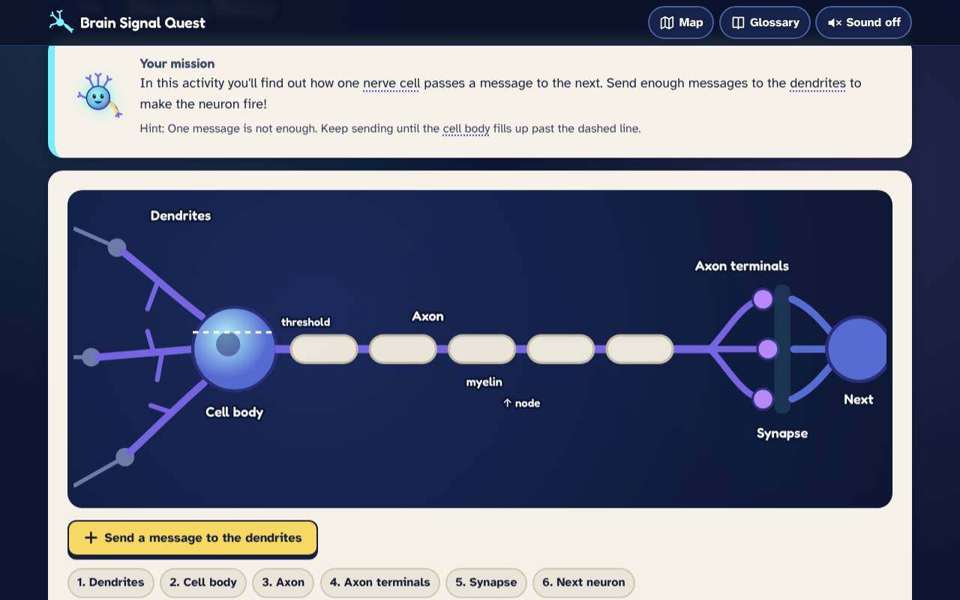 Brain Signal Quest
Map
Glossary
Sound off
Your mission
In this activity you'll find out how one nerve cell passes a message to the next. Send enough messages to the dendrites to
make the neuron fire!
Hint: One message is not enough. Keep sending until the cell body fills up past the dashed line.
Dendrites
Axon terminals
threshold
Axon
myelin
↑ node
Cell body
Next
Synapse
+ Send a message to the dendrites
1. Dendrites
2. Cell body
3. Axon
4. Axon terminals
5. Synapse
6. Next neuron